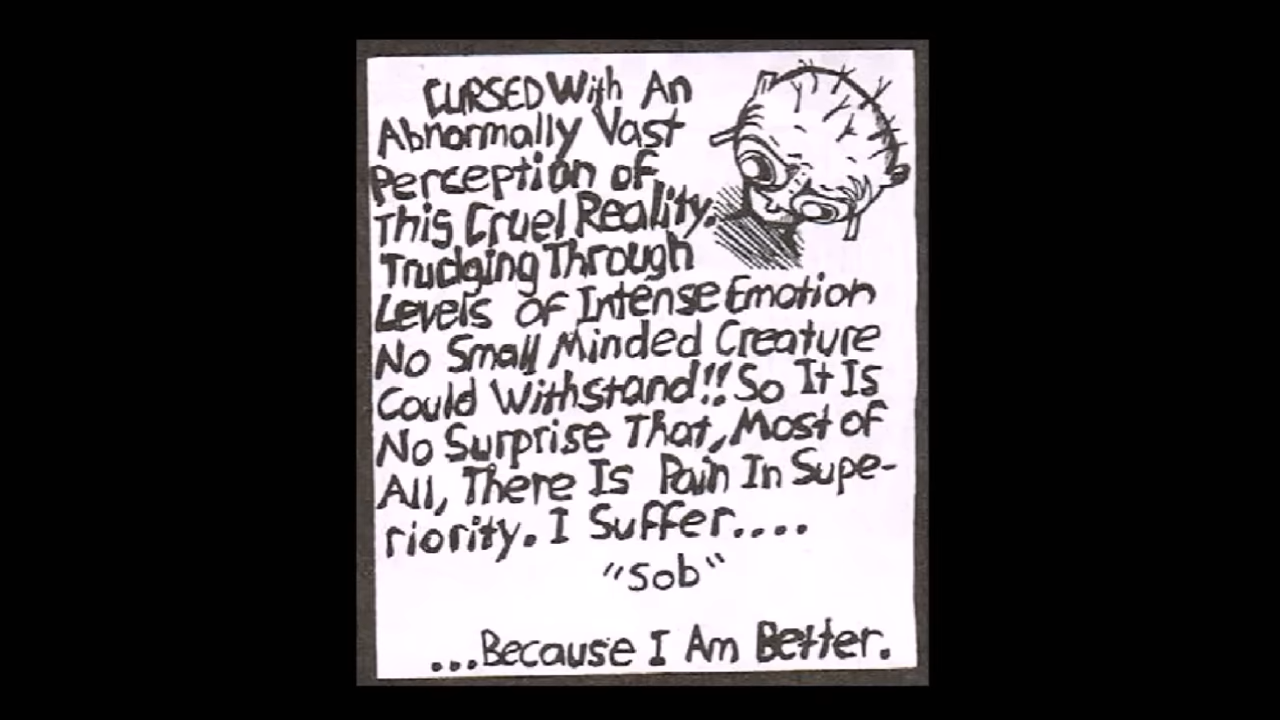 CURSED With An
Abnormally Vast
Perception of
This Cruel Reality.
Trudging Through
Levels of Intense Emotion
No Small Minded Creature
Could Withstand!! So It Is
No Surprise That, Most of
All, There Is Pain In Supe-
riority. I Suffer....
"Sob"
...Because I Am Better.